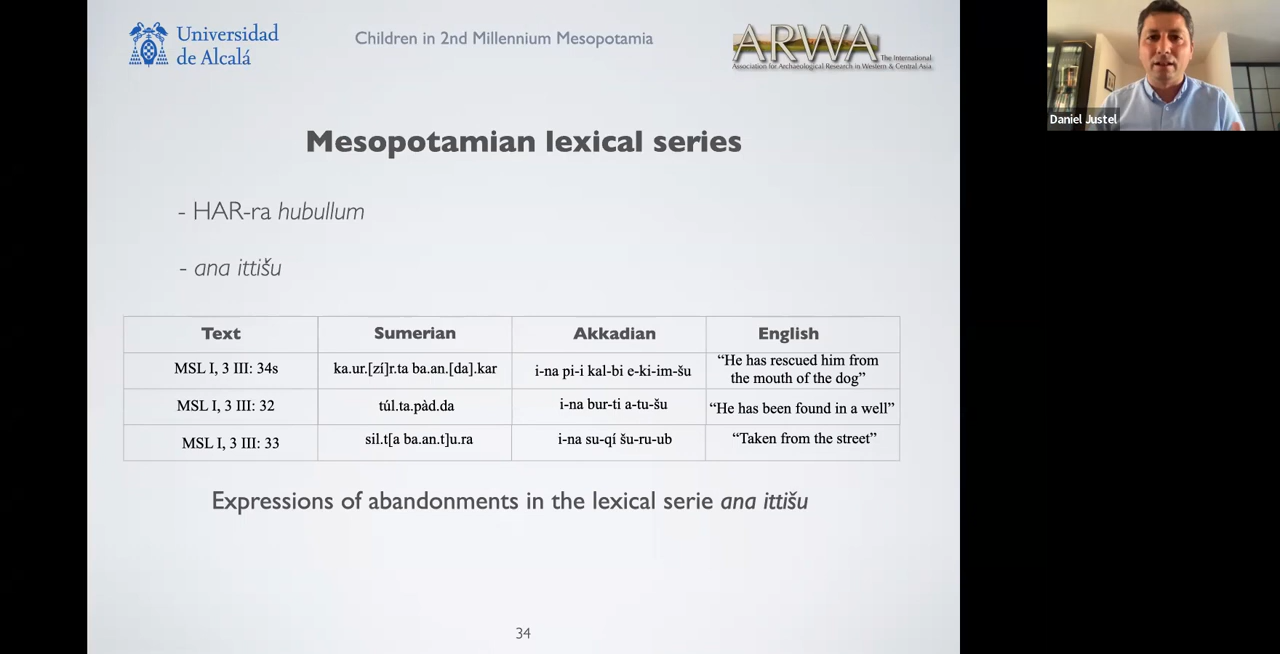 Universidad
de Alcalá
Children in 2nd Millennium Mesopotamia
ARWA
The International
Association for Archaeological Research in Western & Central Asia
Daniel Justel
Mesopotamian lexical series
- HAR-ra hubullum
- ana ittišu
Text Sumerian Akkadian English
MSL I, 3 III: 34s ka.ur.[zí]r.ta ba.an.[da].kar i-na pi-i kal-bi e-ki-im-šu “He has rescued him from
the mouth of the dog”
MSL I, 3 III: 32 túl.ta.pàd.da i-na bur-ti a-tu-šu “He has been found in a well”
MSL I, 3 III: 33 sil.t[a ba.an.t]u.ra i-na su-qí šu-ru-ub “Taken from the street”
Expressions of abandonments in the lexical serie ana ittišu
34